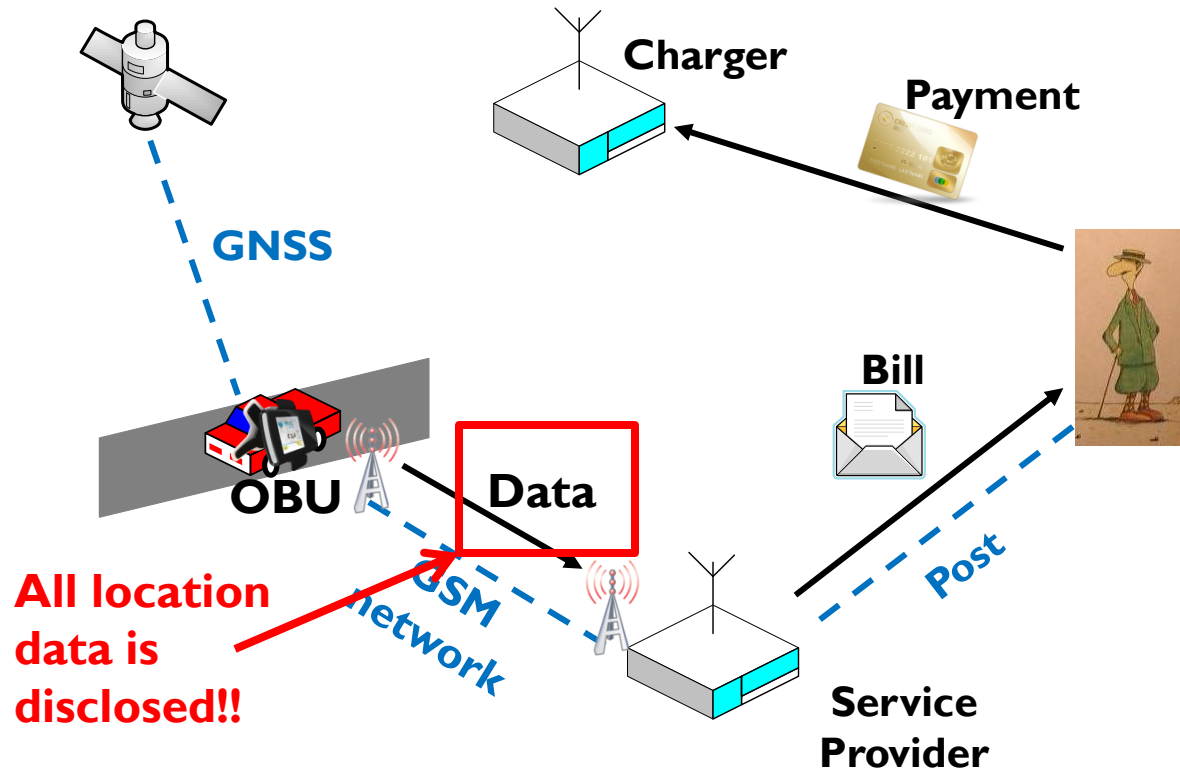 Charger
Payment
GNSS
Bill
OBU
Data
Post
GSM
network
All location
data is
disclosed!!
Service
Provider